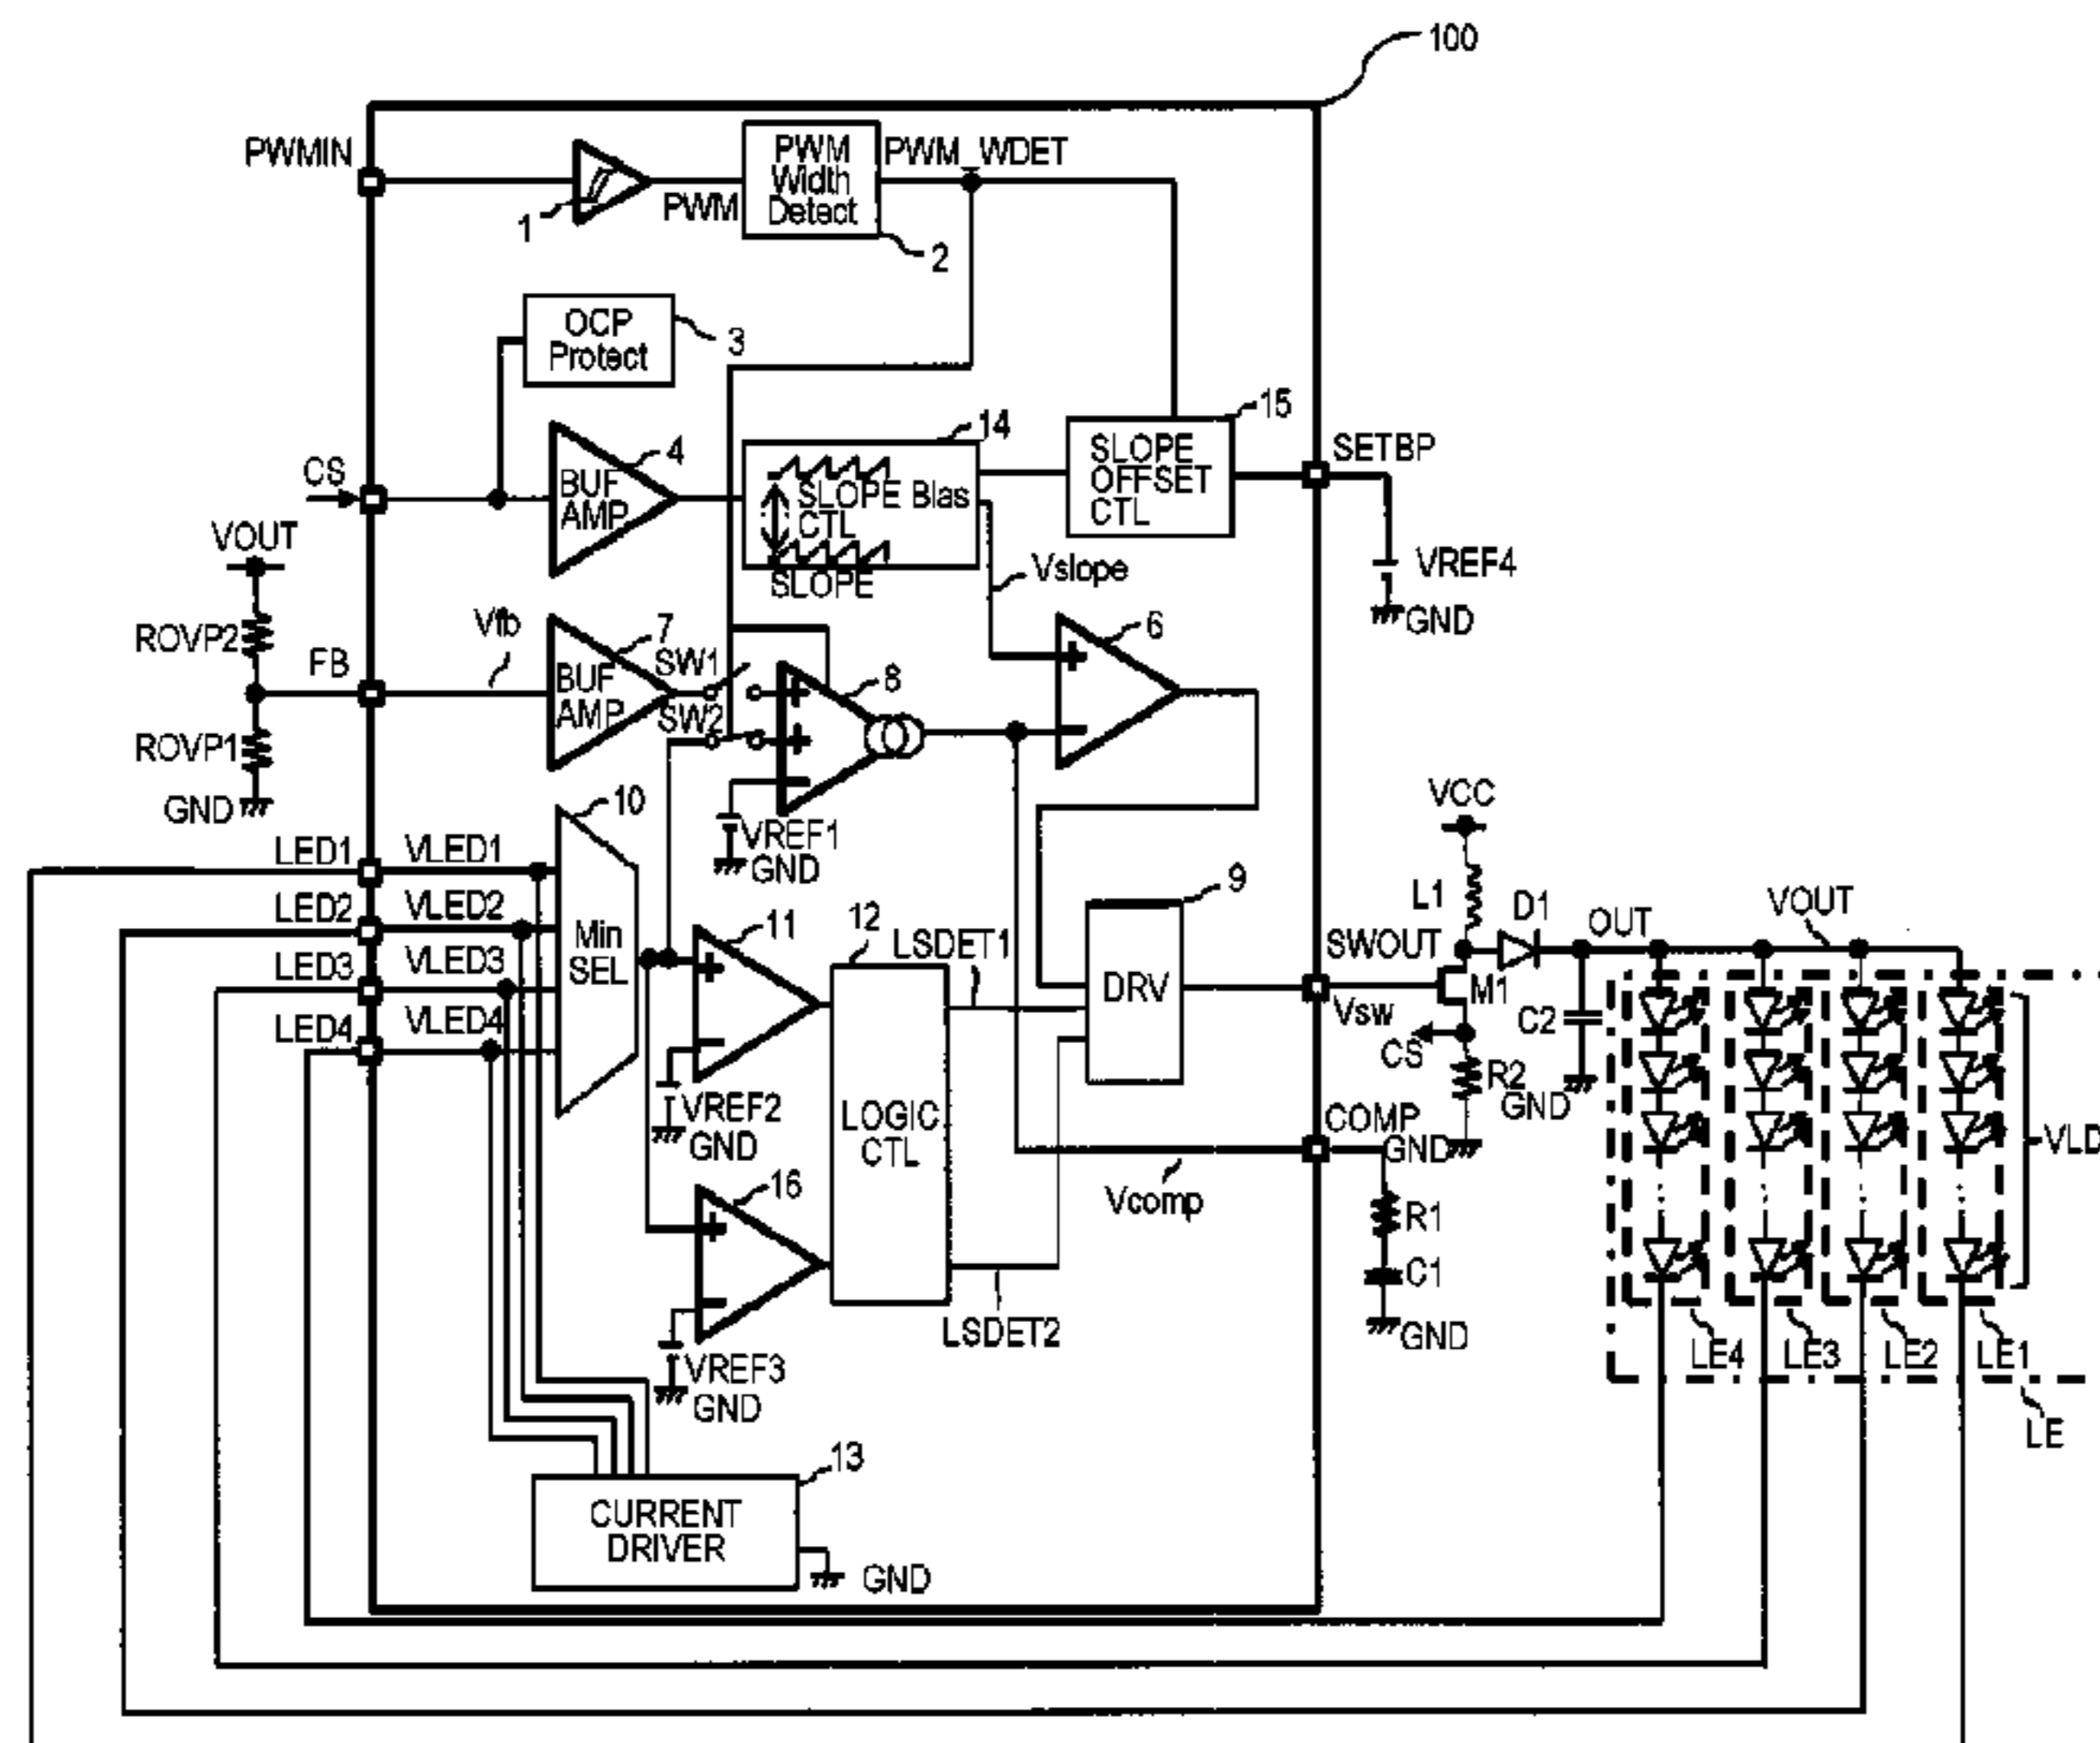 100
PWMIN
1
PWM
PWM
Width
Detect
PWM_WDET
2
OCP
Protect
3
CS
BUF
AMP
4
14
SLOPE Bias
CTL
SLOPE
15
SLOPE
OFFSET
CTL
SETBP
VREF4
GND
Vslope
VOUT
ROVP2
ROVP1
GND
FB
Vfb
BUF
AMP
7
SW1
SW2
8
6
VREF1
GND
10
LED1
VLED1
LED2
VLED2
LED3
VLED3
LED4
VLED4
Min
SEL
11
VREF2
GND
12
LOGIC
CTL
LSDET1
9
DRV
16
VREF3
GND
LSDET2
SWOUT
Vsw
COMP
Vcomp
VCC
L1
D1
OUT
VOUT
M1
CS
R2
GND
GND
C2
R1
C1
GND
VLD
LE4
LE3
LE2
LE1
LE
13
CURRENT
DRIVER
GND